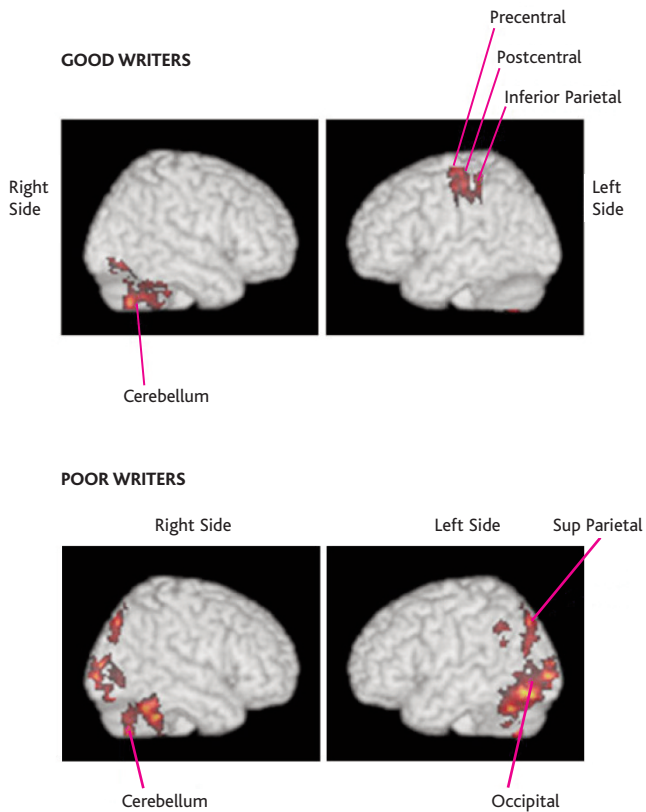 Precentral
GOOD WRITERS
Postcentral
Inferior Parietal
Right
Side
Left
Side
Cerebellum
POOR WRITERS
Right Side
Left Side
Sup Parietal
Cerebellum
Occipital